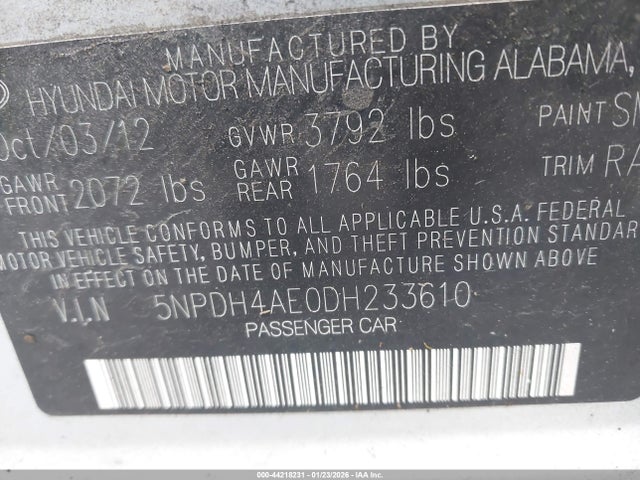 MANUFACTURED BY
HYUNDAI MOTOR MANUFACTURING ALABAMA,
Oct/03/12 GVWR 3792 lbs PAINT
GAWR FRONT 2072 lbs GAWR REAR 1764 lbs TRIM
THIS VEHICLE CONFORMS TO ALL APPLICABLE U.S.A. FEDERAL
MOTOR VEHICLE SAFETY, BUMPER, AND THEFT PREVENTION STANDAR
IN EFFECT ON THE DATE OF MANUFACTURE SHOWN ABOVE.
V.I.N 5NPDH4AE0DH233610
PASSENGER CAR
000-44218231 - 01/23/2026 - IAA Inc.